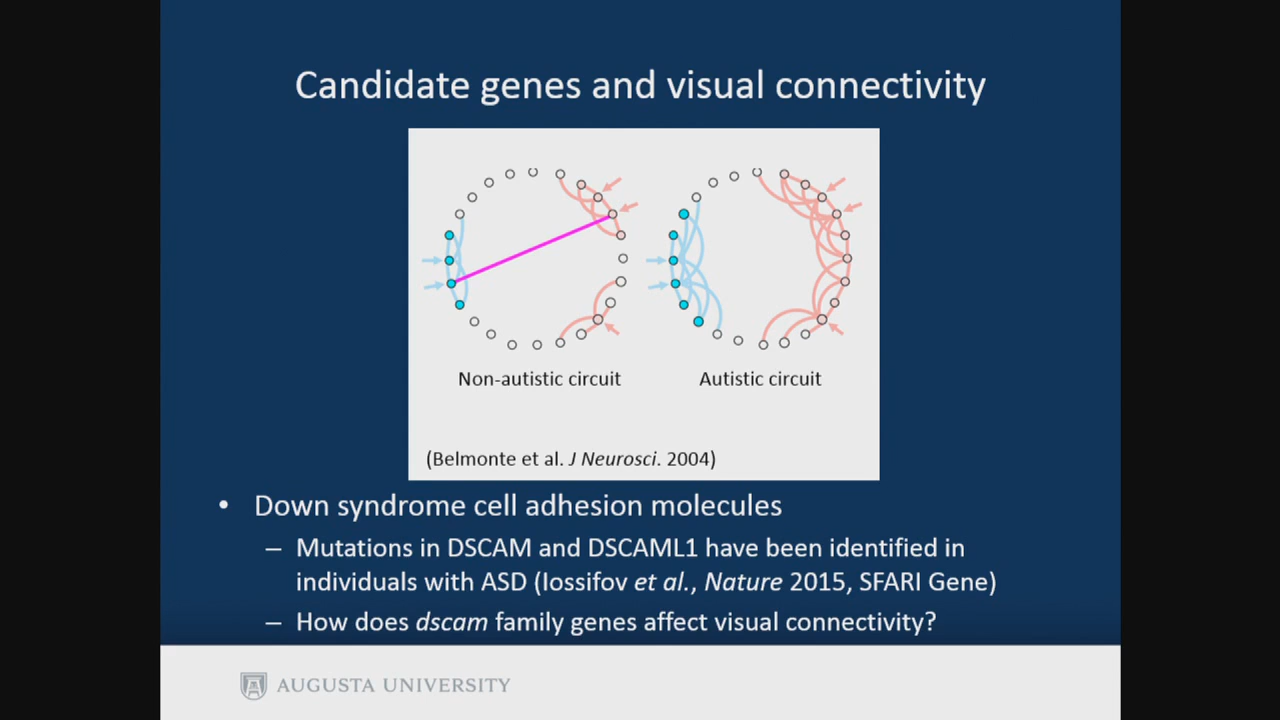 Candidate genes and visual connectivity
Non-autistic circuit
Autistic circuit
(Belmonte et al. J Neurosci. 2004)
• Down syndrome cell adhesion molecules
– Mutations in DSCAM and DSCAML1 have been identified in
individuals with ASD (Iossifov et al., Nature 2015, SFARI Gene)
– How does dscam family genes affect visual connectivity?
AUGUSTA UNIVERSITY